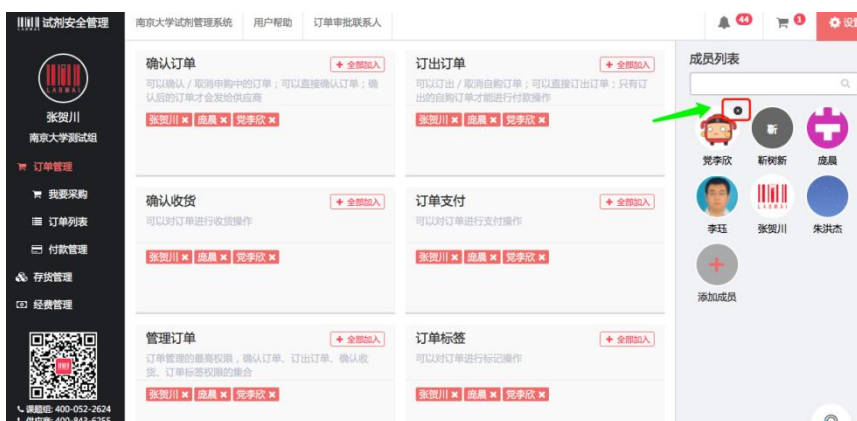 试剂安全管理
LABMAI
南京大学试剂管理系统 用户帮助 订单审批联系人
44
1
设置
LABMAI
张贺川
南京大学测试组
订单管理
我要采购
订单列表
付款管理
存货管理
经费管理
课题组: 400-052-2624
供应商: 400-843-6255
确认订单
+ 全部加入
可以确认 / 取消申购中的订单；可以直接确认订单；确
认后的订单才会发给供应商
张贺川 × 庞晨 × 党李欣 ×
订出订单
+ 全部加入
可以订出 / 取消自购订单；可以直接订出订单；只有订
出的自购订单才能进行付款操作
张贺川 × 庞晨 × 党李欣 ×
确认收货
+ 全部加入
可以对订单进行收货操作
张贺川 × 庞晨 × 党李欣 ×
订单支付
+ 全部加入
可以对订单进行支付操作
张贺川 × 庞晨 × 党李欣 ×
管理订单
+ 全部加入
订单管理的最高权限，确认订单、订出订单、确认收
货、订单标签权限的集合
张贺川 × 庞晨 × 党李欣 ×
订单标签
+ 全部加入
可以对订单进行标记操作
张贺川 × 庞晨 × 党李欣 ×
成员列表
靳
党李欣 靳树新 庞晨
LABMAI
李珏 张贺川 朱洪杰
添加成员